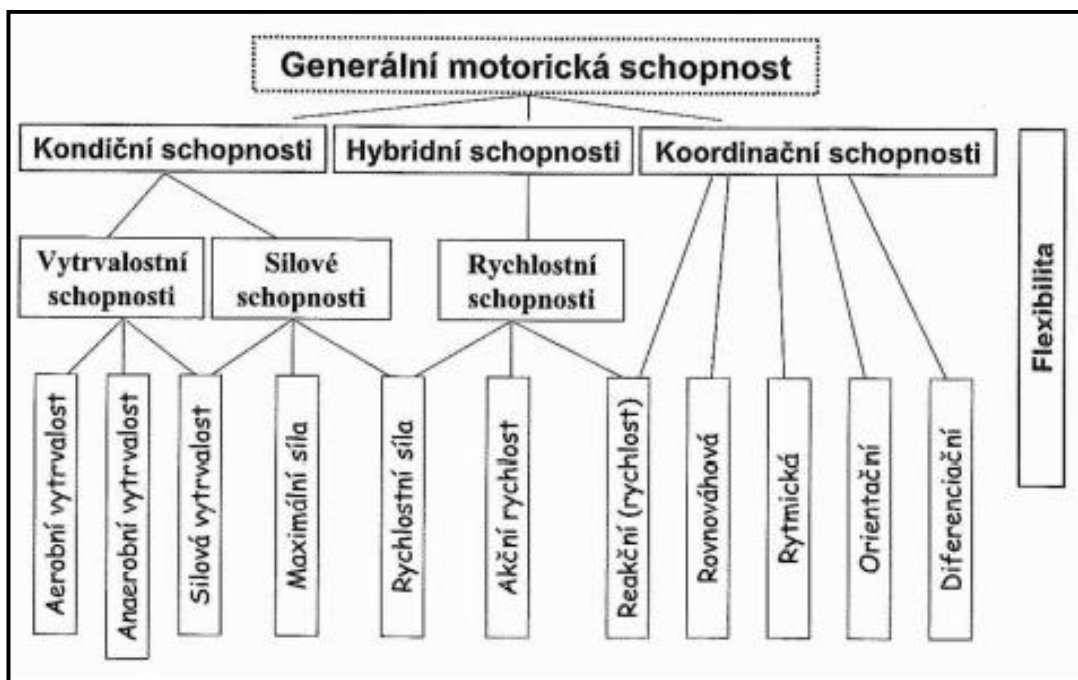 Generální motorická schopnost
Kondiční schopnosti
Hybridní schopnosti
Koordinační schopnosti
Vytrvalostní
schopnosti
Silové
schopnosti
Rychlostní
schopnosti
Flexibilita
Aerobní vytrvalost
Anaerobní vytrvalost
Silová vytrvalost
Maximální síla
Rychlostní síla
Akční rychlost
Reakční (rychlost)
Rovnováhová
Rytmická
Orientační
Diferenciační